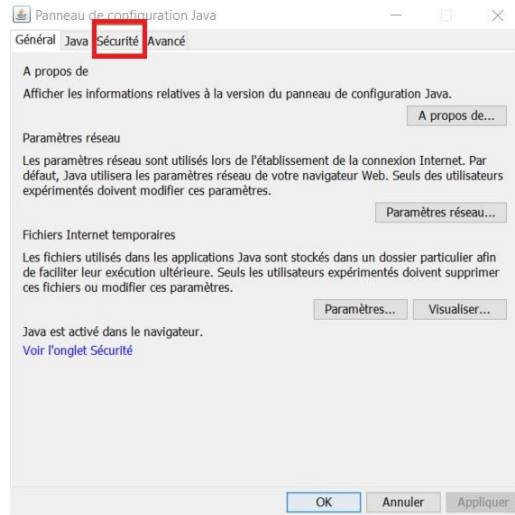 Panneau de configuration Java
Général Java Sécurité Avancé
A propos de
Afficher les informations relatives à la version du panneau de configuration Java.
A propos de...
Paramètres réseau
Les paramètres réseau sont utilisés lors de l'établissement de la connexion Internet. Par
défaut, Java utilisera les paramètres réseau de votre navigateur Web. Seuls des utilisateurs
expérimentés doivent modifier ces paramètres.
Paramètres réseau...
Fichiers Internet temporaires
Les fichiers utilisés dans les applications Java sont stockés dans un dossier particulier afin
de faciliter leur exécution ultérieure. Seuls les utilisateurs expérimentés doivent supprimer
ces fichiers ou modifier ces paramètres.
Paramètres... Visualiser...
Java est activé dans le navigateur.
Voir l'onglet Sécurité
OK Annuler Appliquer